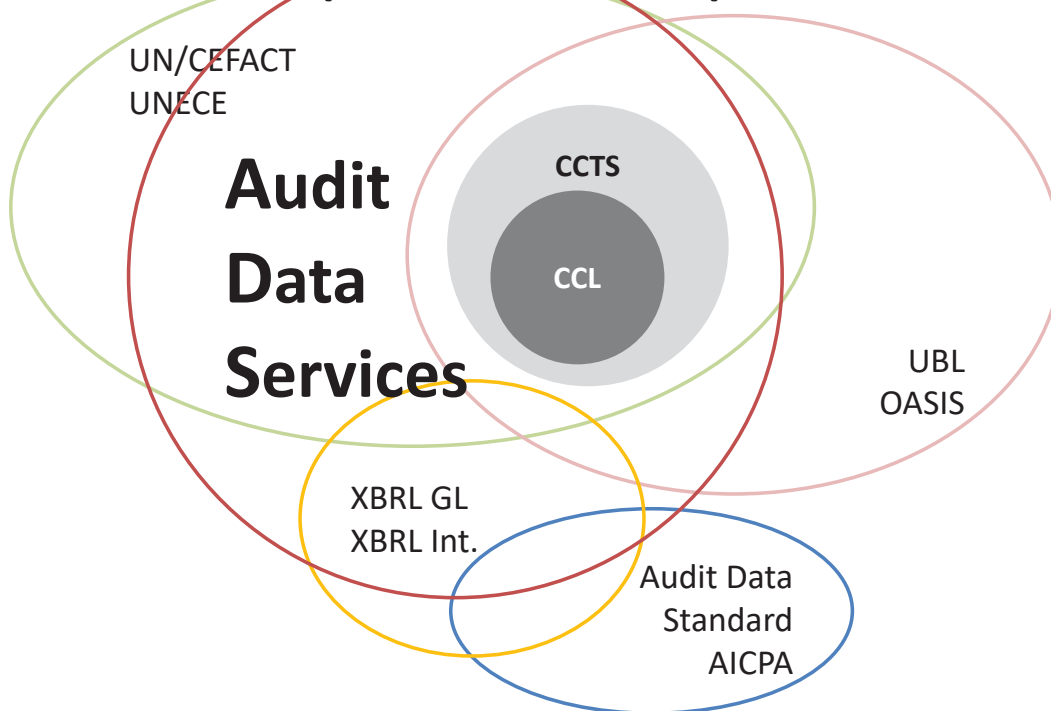 UN/CEFACT
UNECE
Audit
Data
Services
CCTS
CCL
UBL
OASIS
XBRL GL
XBRL Int.
Audit Data
Standard
AICPA